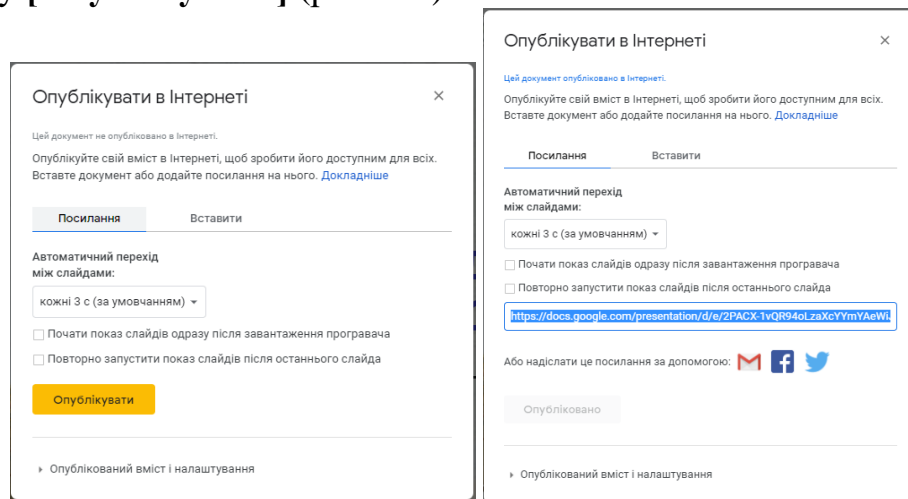 Опублікувати в Інтернеті
Цей документ не опубліковано в Інтернеті.
Опублікуйте свій вміст в Інтернеті, щоб зробити його доступним для всіх.
Вставте документ або додайте посилання на нього. Докладніше
Посилання Вставити
Автоматичний перехід
між слайдами:
кожні 3 с (за умовчанням)
Почати показ слайдів одразу після завантаження програвача
Повторно запустити показ слайдів після останнього слайда
Опублікувати
Опублікований вміст і налаштування
Опублікувати в Інтернеті
Цей документ опубліковано в Інтернеті.
Опублікуйте свій вміст в Інтернеті, щоб зробити його доступним для всіх.
Вставте документ або додайте посилання на нього. Докладніше
Посилання Вставити
Автоматичний перехід
між слайдами:
кожні 3 с (за умовчанням)
Почати показ слайдів одразу після завантаження програвача
Повторно запустити показ слайдів після останнього слайда
https://docs.google.com/presentation/d/e/2PACX-1vQR94oLzaXcYYmYAeWi
Або надіслати це посилання за допомогою:
Опубліковано
Опублікований вміст і налаштування